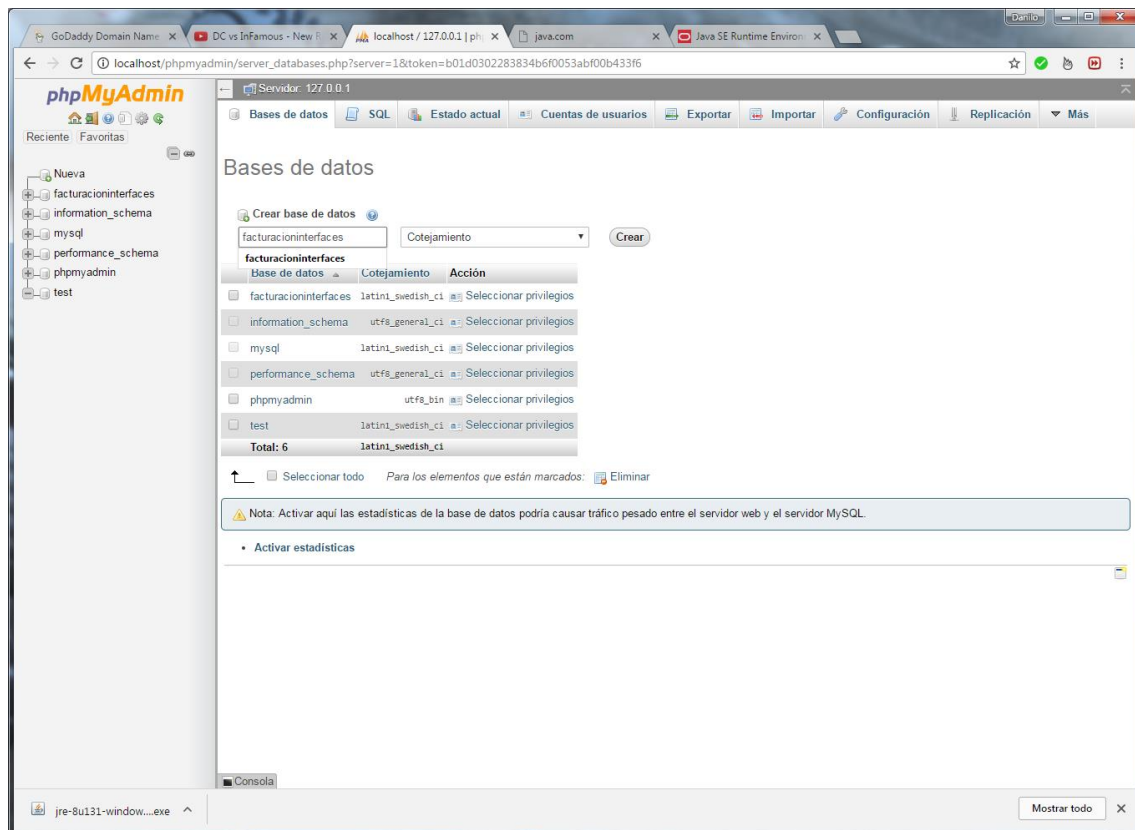 Danilo
GoDaddy Domain Name
DC vs InFamous - New R
localhost / 127.0.0.1 | ph
java.com
Java SE Runtime Environ
localhost/phpmyadmin/server_databases.php?server=1&token=b01d0302283834b6f0053abf00b433f6
phpMyAdmin
Reciente Favoritas
Nueva
facturacioninterfaces
information_schema
mysql
performance_schema
phpmyadmin
test
Servidor: 127.0.0.1
Bases de datos SQL Estado actual Cuentas de usuarios Exportar Importar Configuración Replicación Más
Bases de datos
Crear base de datos
facturacioninterfaces Cotejamiento Crear
facturacioninterfaces
Base de datos Cotejamiento Acción
facturacioninterfaces latin1_swedish_ci Seleccionar privilegios
information_schema utf8_general_ci Seleccionar privilegios
mysql latin1_swedish_ci Seleccionar privilegios
performance_schema utf8_general_ci Seleccionar privilegios
phpmyadmin utf8_bin Seleccionar privilegios
test latin1_swedish_ci Seleccionar privilegios
Total: 6 latin1_swedish_ci
Seleccionar todo Para los elementos que están marcados: Eliminar
Nota: Activar aquí las estadísticas de la base de datos podría causar tráfico pesado entre el servidor web y el servidor MySQL.
• Activar estadísticas
Consola
jre-8u131-window....exe
Mostrar todo